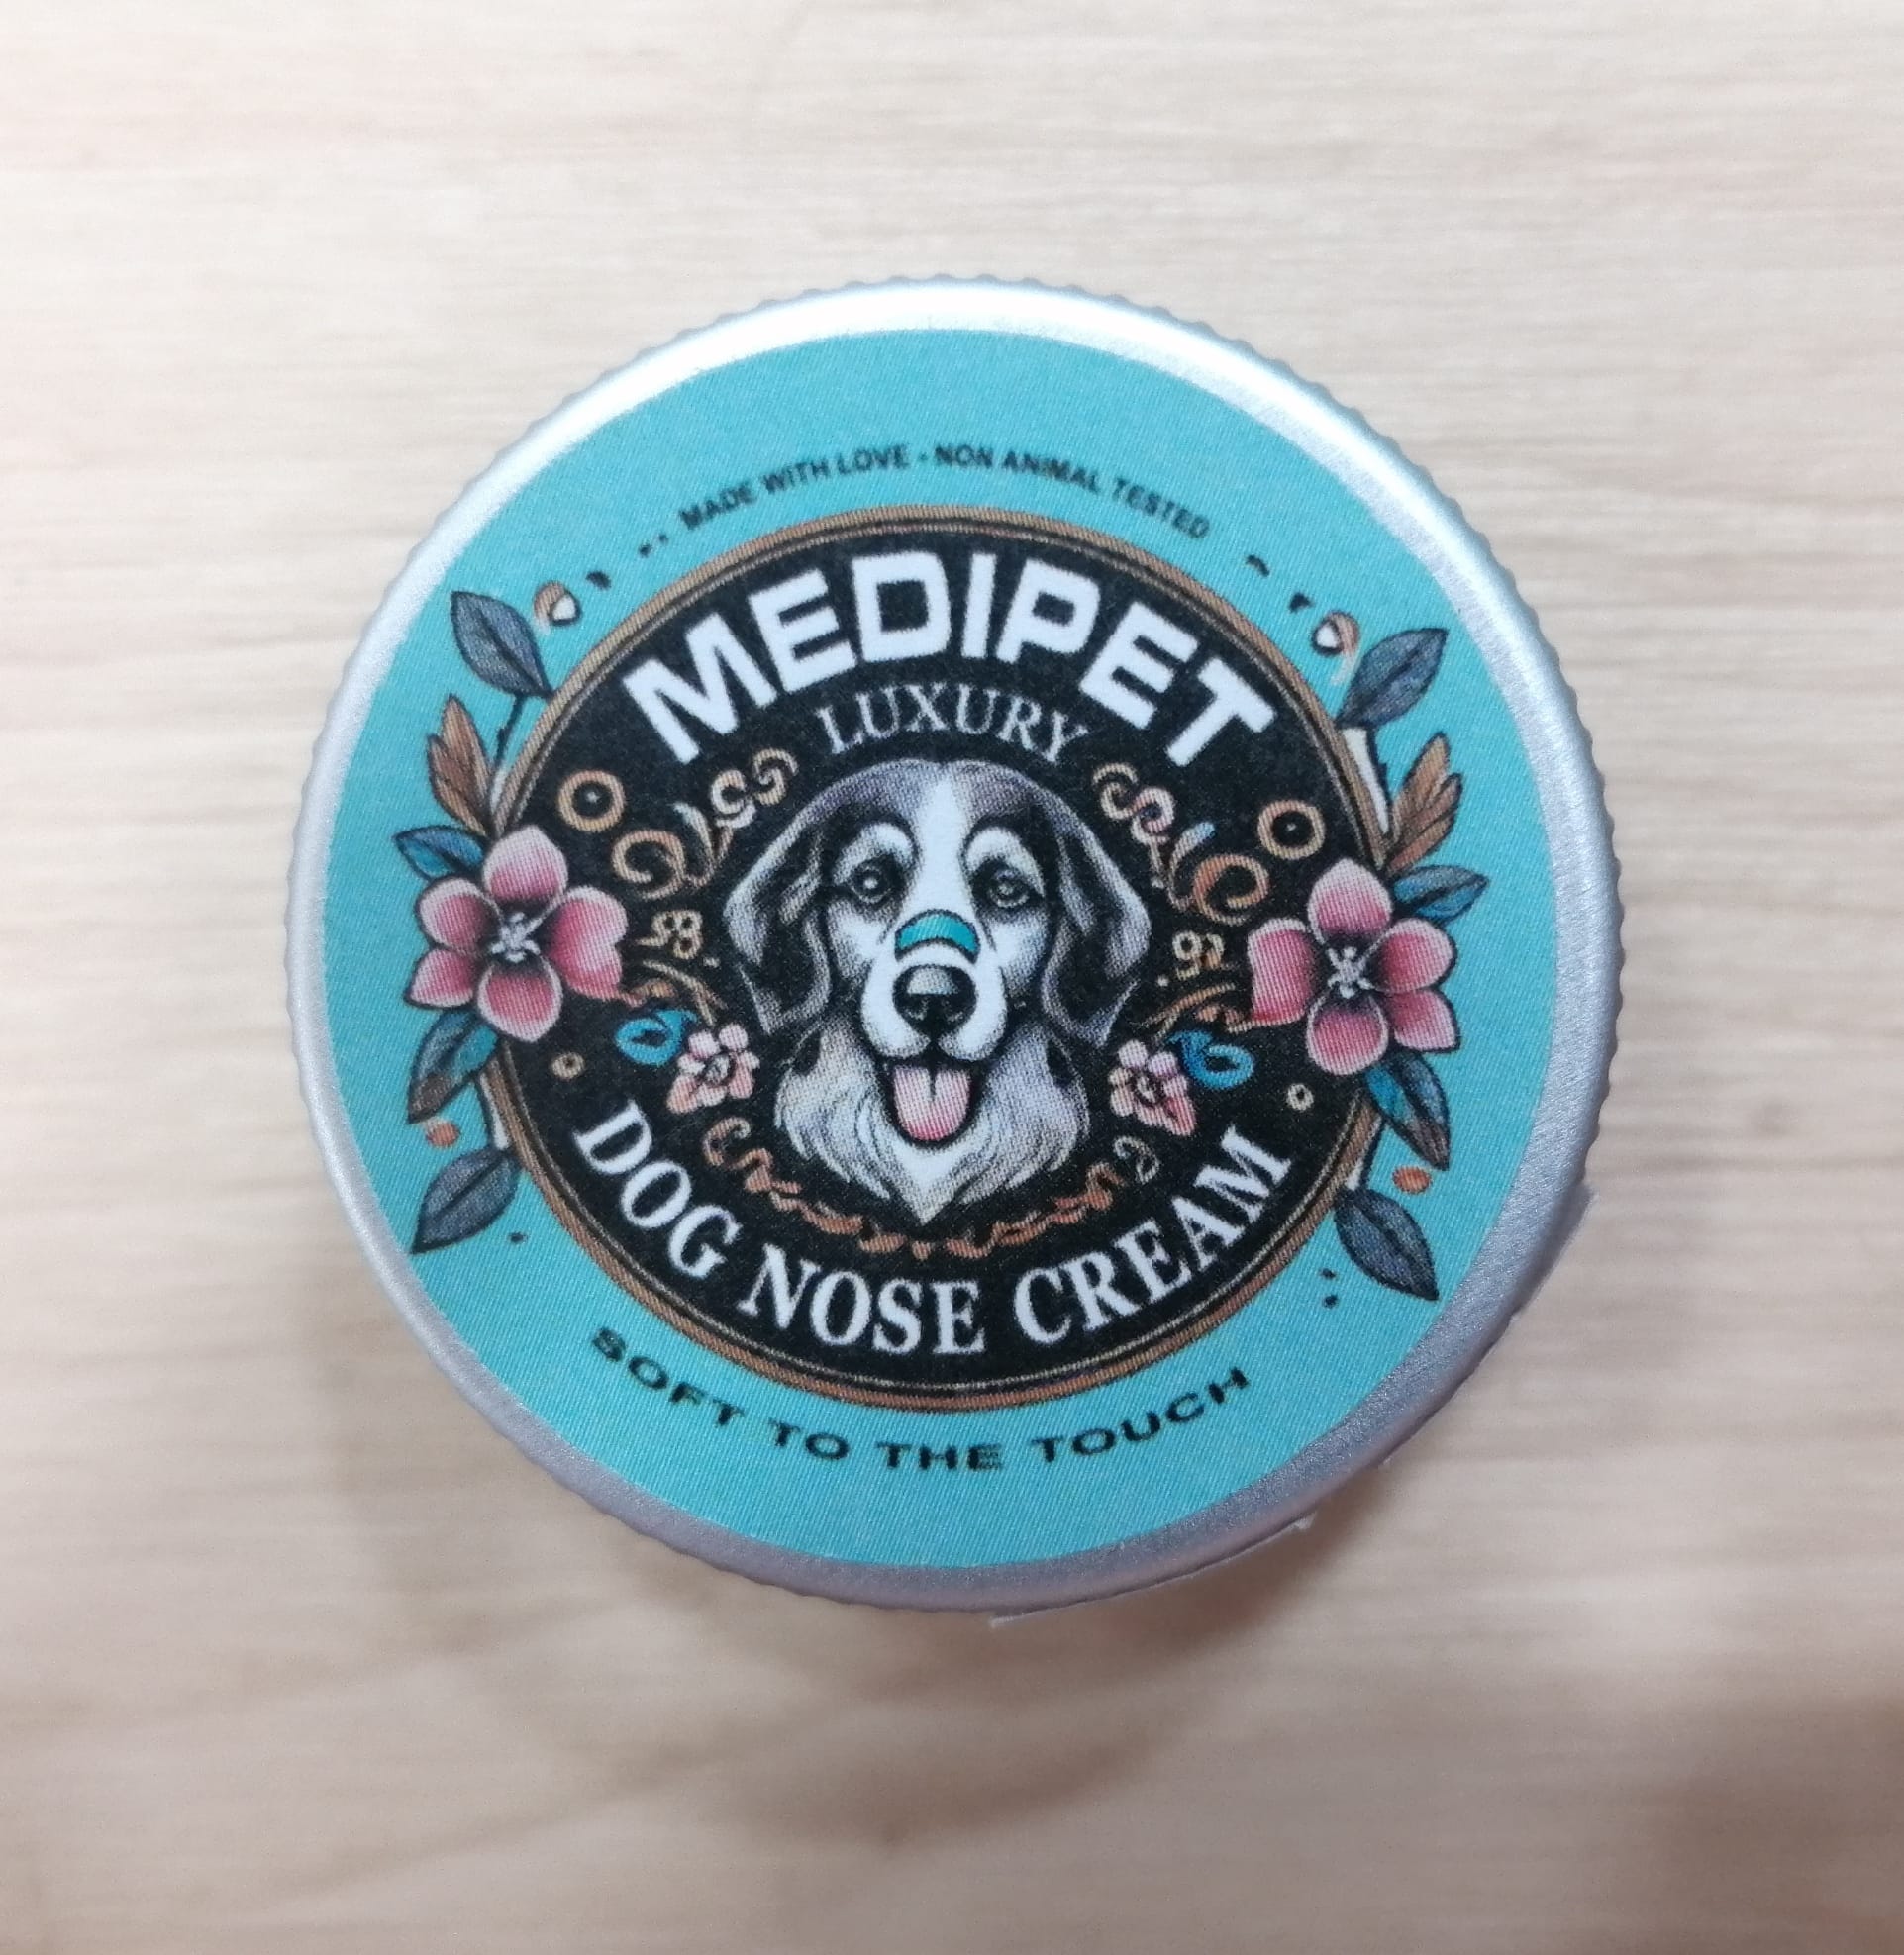 MADE WITH LOVE - NON ANIMAL TESTED
MEDIPET
LUXURY
DOG NOSE CREAM
SOFT TO THE TOUCH